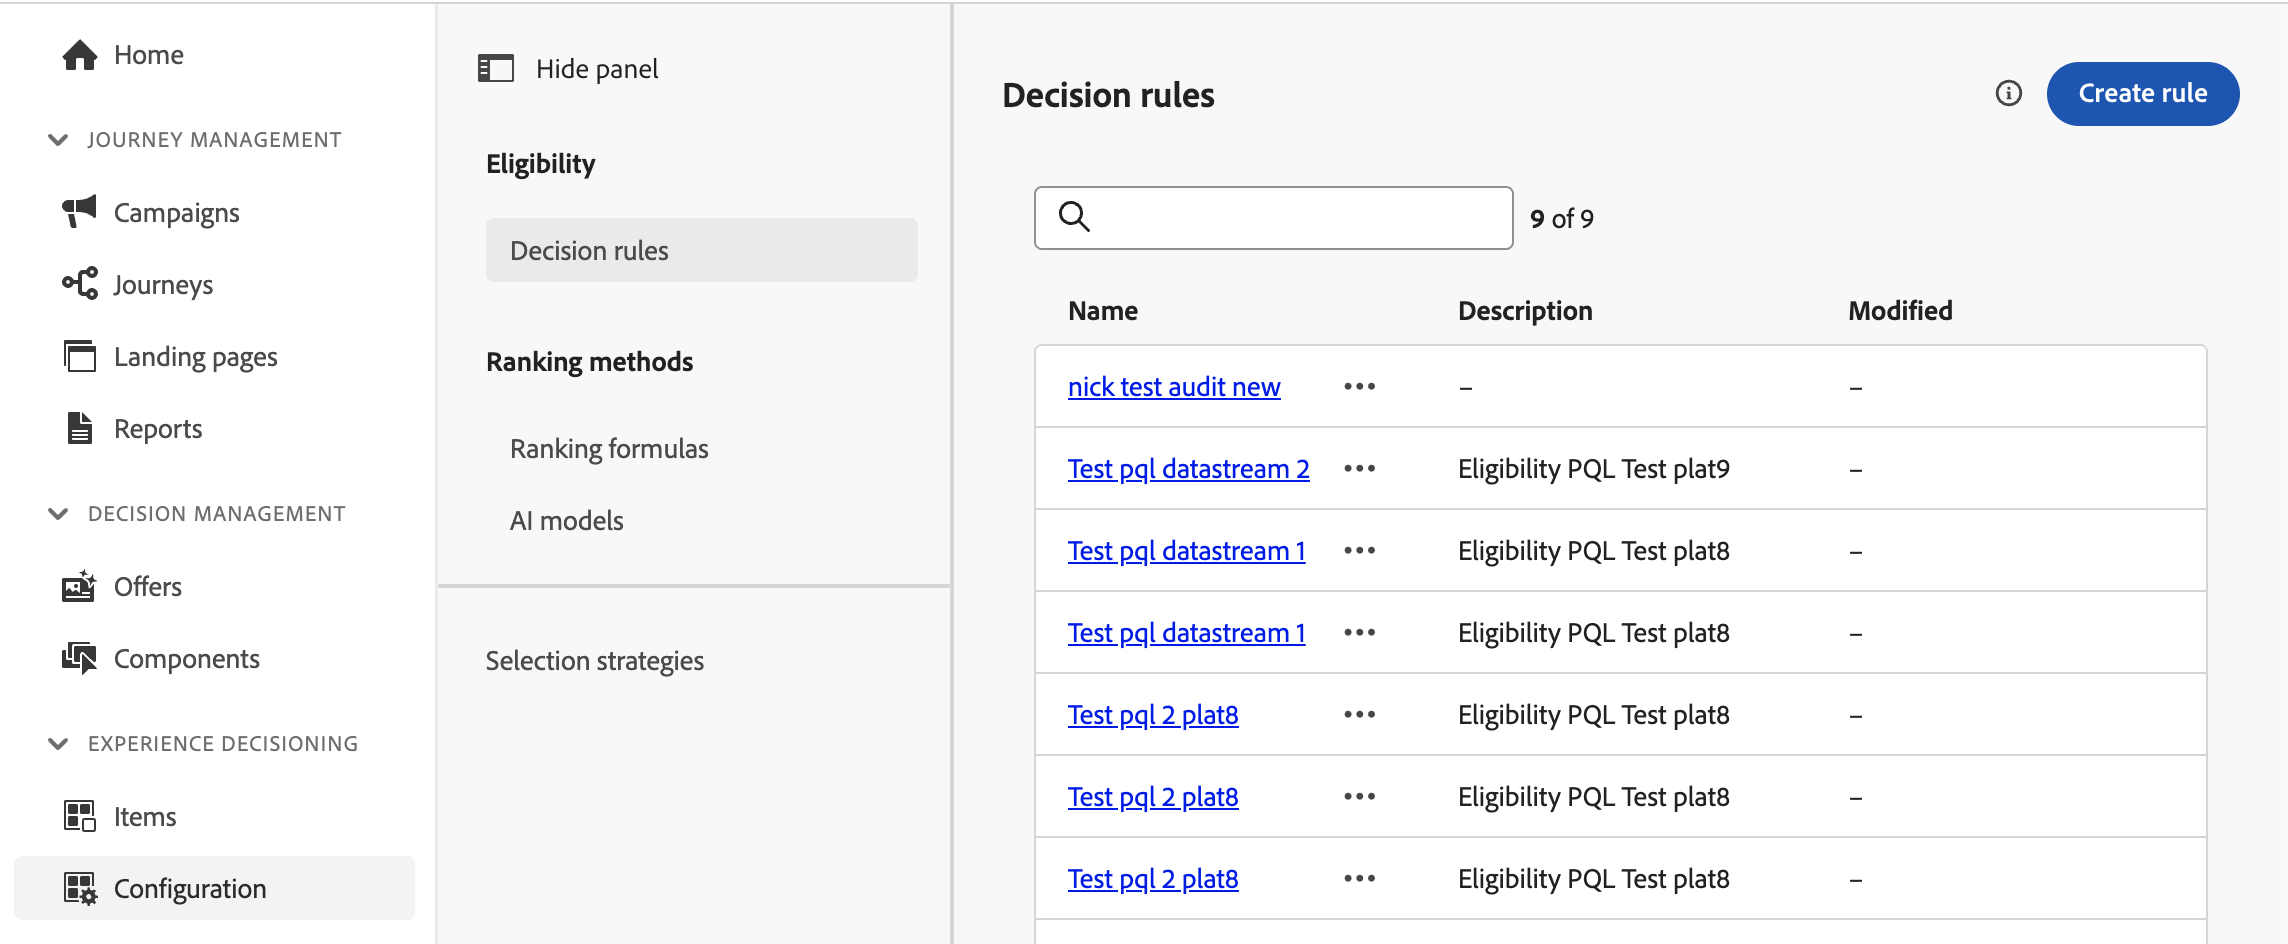 Home
JOURNEY MANAGEMENT
Campaigns
Journeys
Landing pages
Reports
DECISION MANAGEMENT
Offers
Components
EXPERIENCE DECISIONING
Items
Configuration
Hide panel
Eligibility
Decision rules
Ranking methods
Ranking formulas
AI models
Selection strategies
Decision rules
Create rule
9 of 9
Name Description Modified
nick test audit new ••• – –
Test pql datastream 2 ••• Eligibility PQL Test plat9 –
Test pql datastream 1 ••• Eligibility PQL Test plat8 –
Test pql datastream 1 ••• Eligibility PQL Test plat8 –
Test pql 2 plat8 ••• Eligibility PQL Test plat8 –
Test pql 2 plat8 ••• Eligibility PQL Test plat8 –
Test pql 2 plat8 ••• Eligibility PQL Test plat8 –